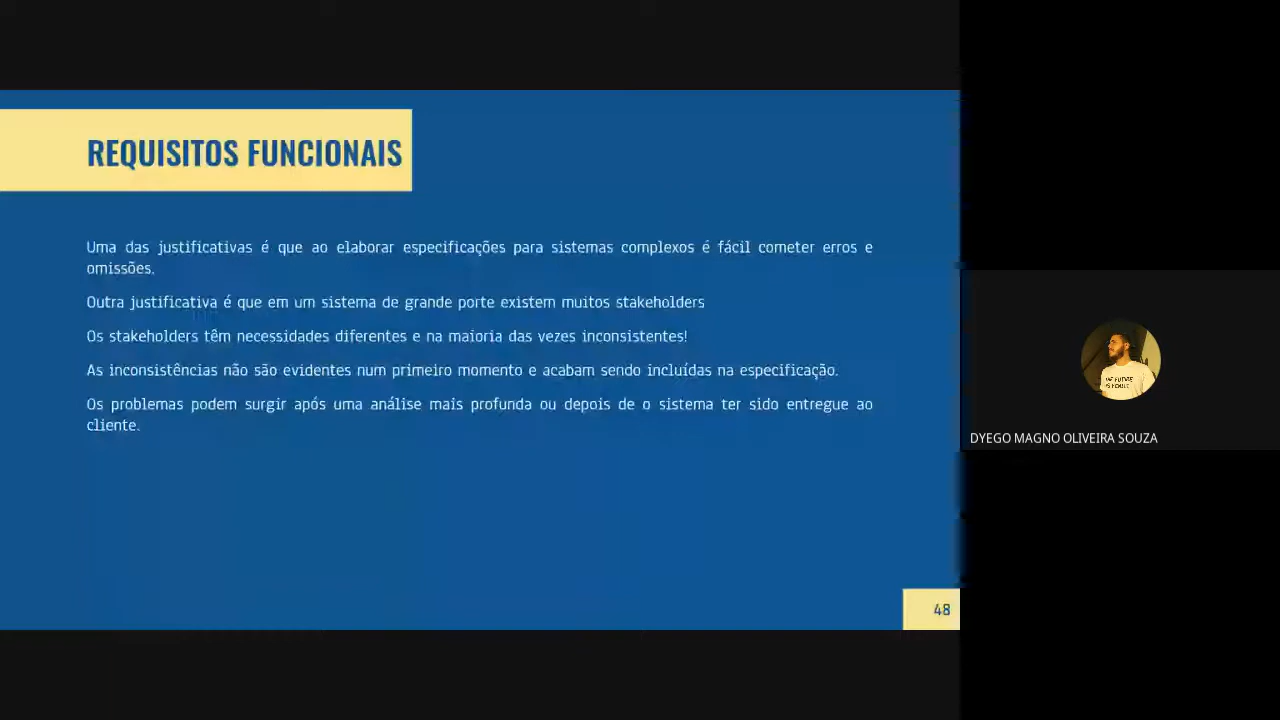 REQUISITOS FUNCIONAIS
Uma das justificativas é que ao elaborar especificações para sistemas complexos é fácil cometer erros e
omissões.
Outra justificativa é que em um sistema de grande porte existem muitos stakeholders
Os stakeholders têm necessidades diferentes e na maioria das vezes inconsistentes!
As inconsistências não são evidentes num primeiro momento e acabam sendo incluídas na especificação.
Os problemas podem surgir após uma análise mais profunda ou depois de o sistema ter sido entregue ao
cliente.
48
DYEGO MAGNO OLIVEIRA SOUZA